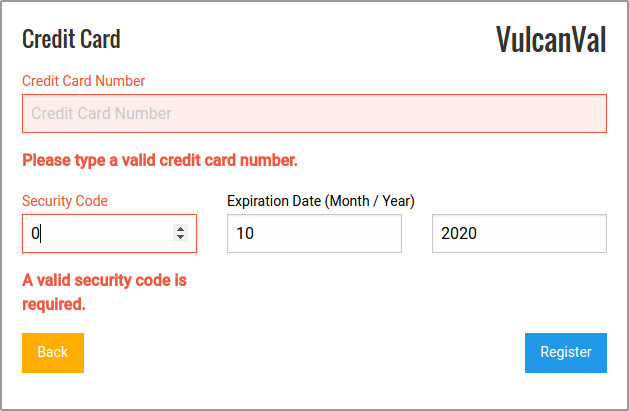 Credit Card
VulcanVal
Credit Card Number
Credit Card Number
Please type a valid credit card number.
Security Code
Expiration Date (Month / Year)
0
10
2020
A valid security code is
required.
Back
Register